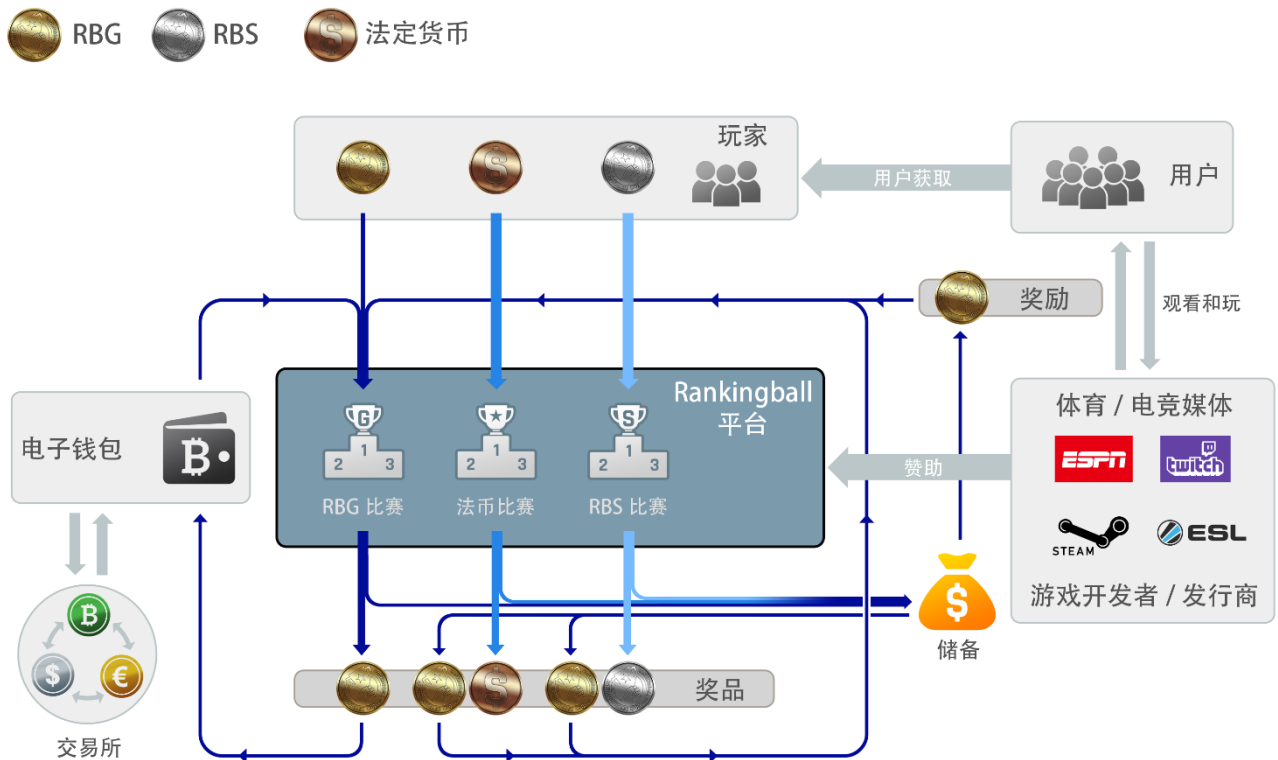 RBG
RBS
法定货币
玩家
用户获取
用户
奖励
观看和玩
Rankingball
平台
G
S
2 1 3
2 1 3
2 1 3
RBG 比赛
法币比赛
RBS 比赛
电子钱包
赞助
体育 / 电竞媒体
ESPN
twitch
STEAM
ESL
游戏开发者 / 发行商
储备
奖品
交易所